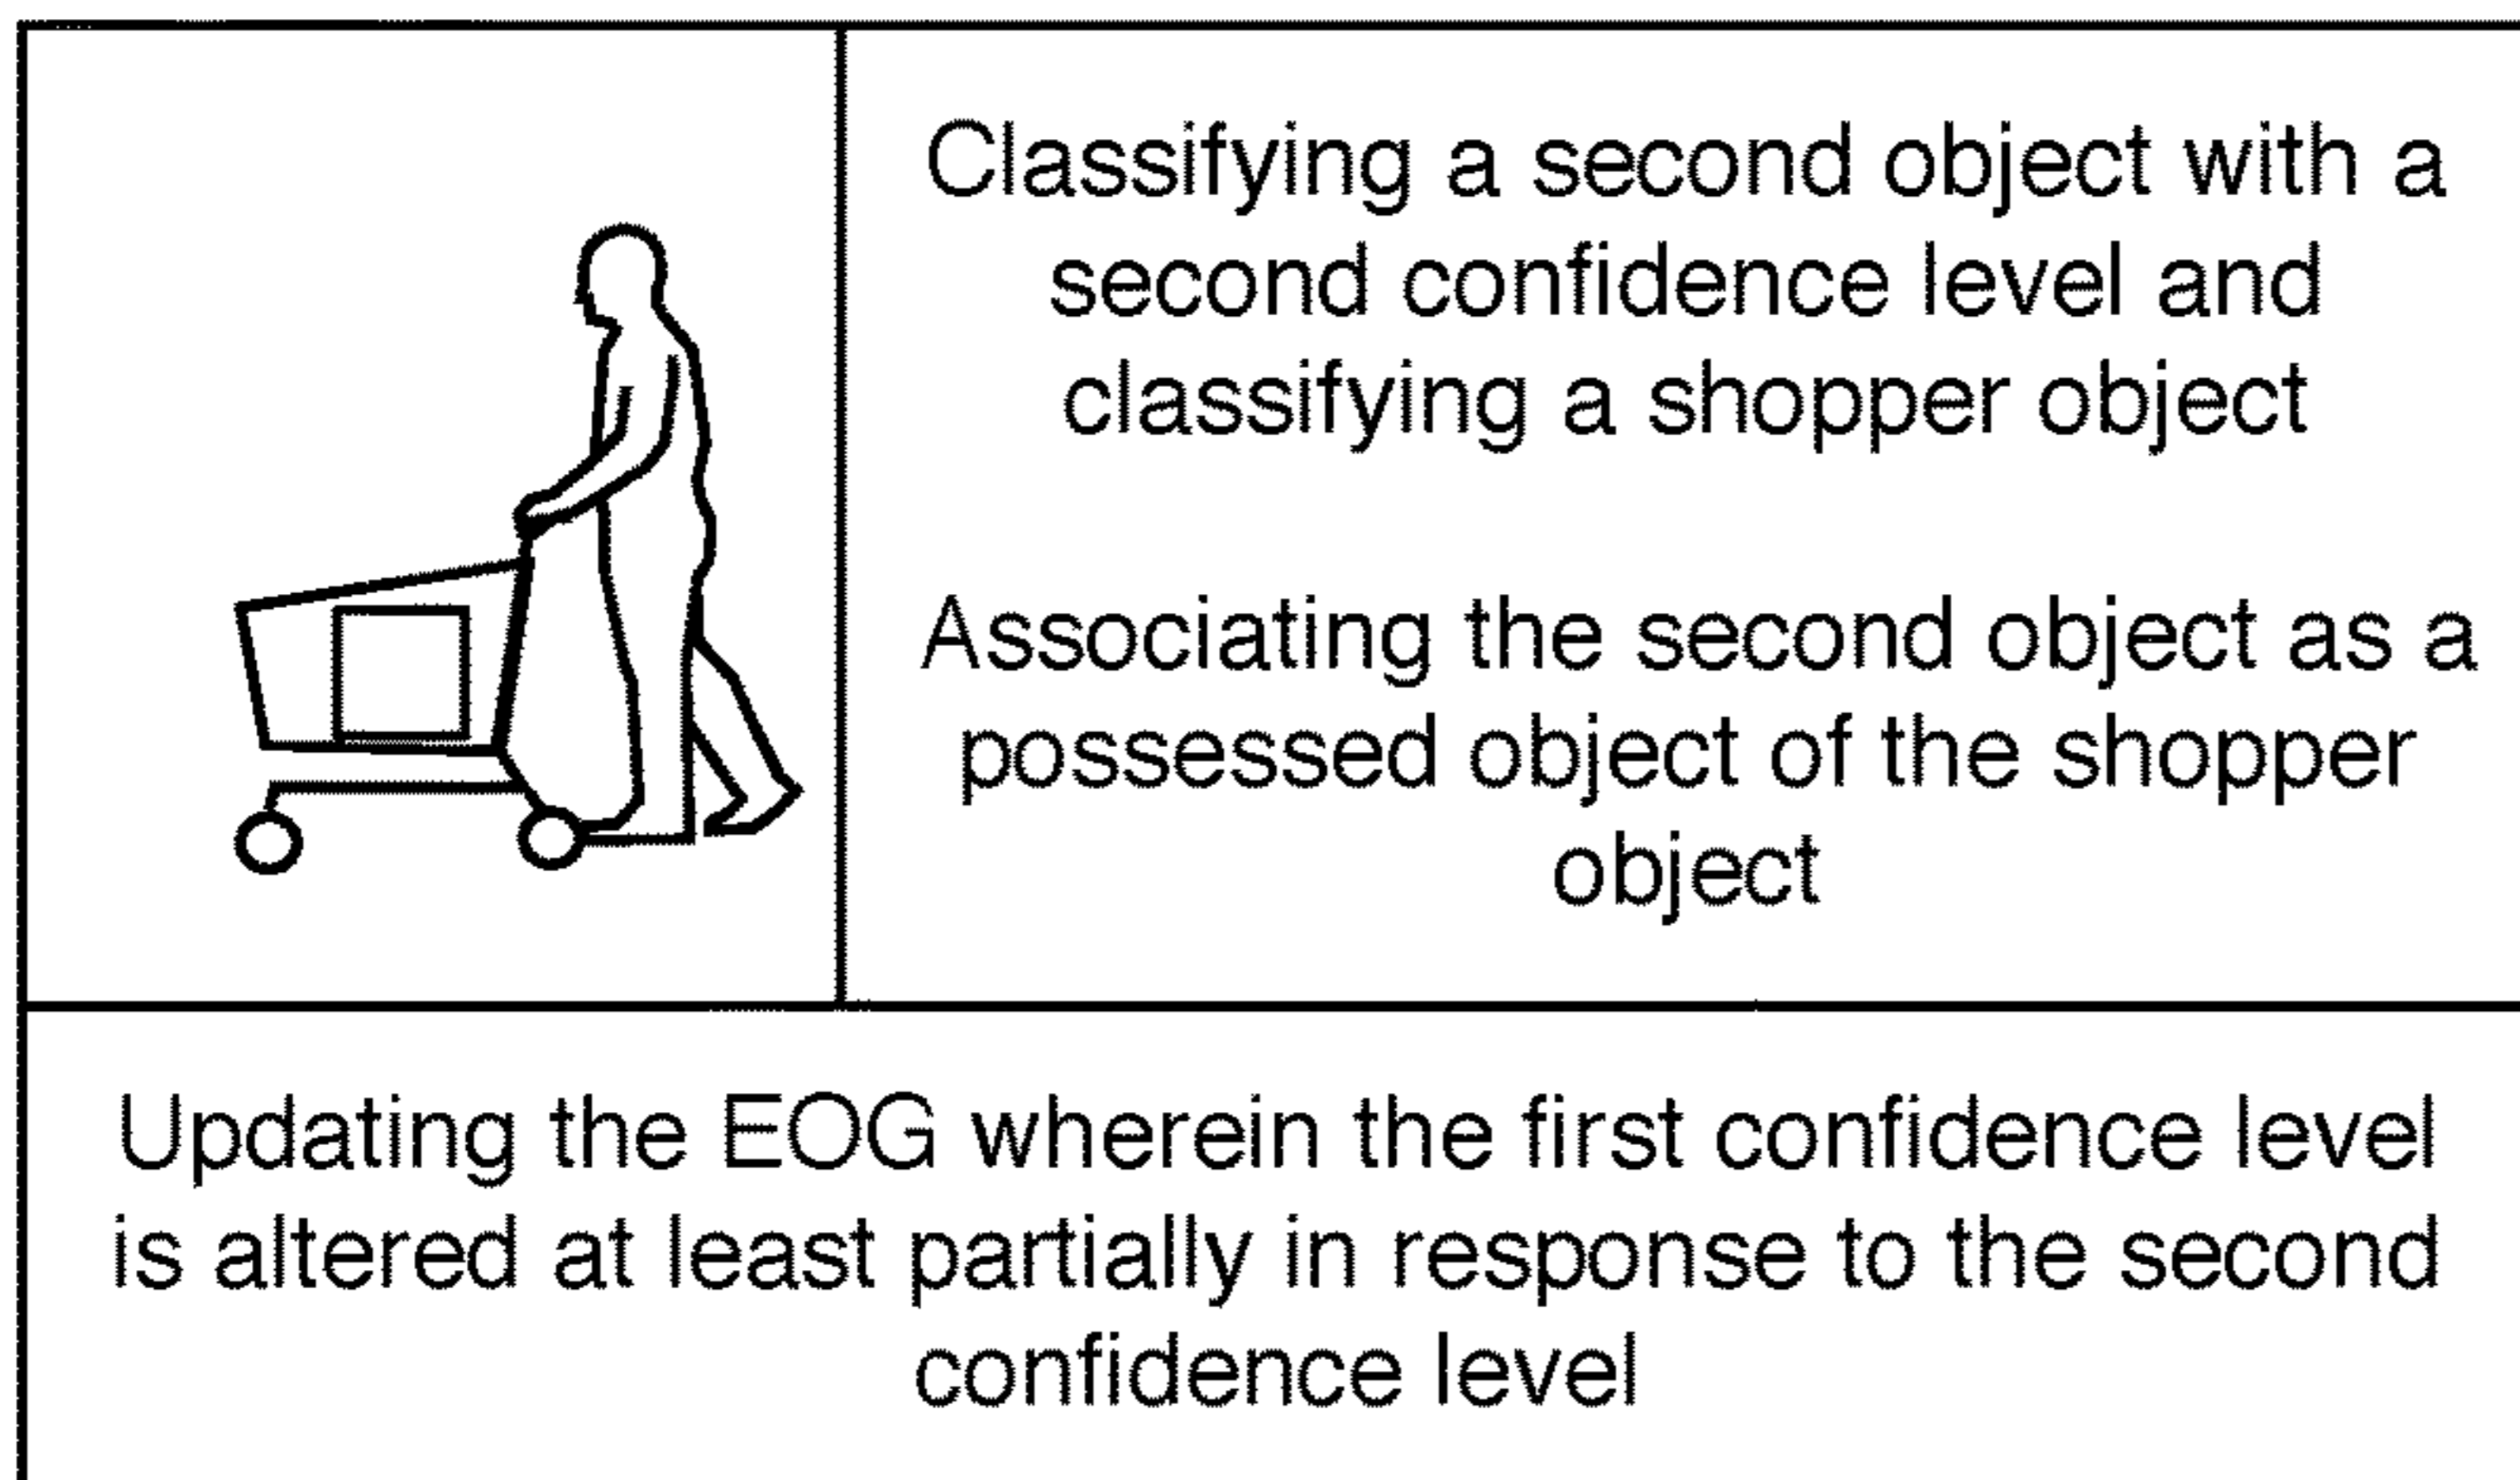 Classifying a second object with a
second confidence level and
classifying a shopper object
Associating the second object as a
possessed object of the shopper
object
Updating the EOG wherein the first confidence level
is altered at least partially in response to the second
confidence level